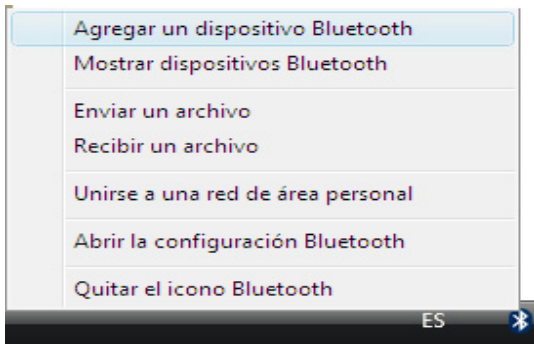 Agregar un dispositivo Bluetooth
Mostrar dispositivos Bluetooth
Enviar un archivo
Recibir un archivo
Unirse a una red de área personal
Abrir la configuración Bluetooth
Quitar el icono Bluetooth
ES